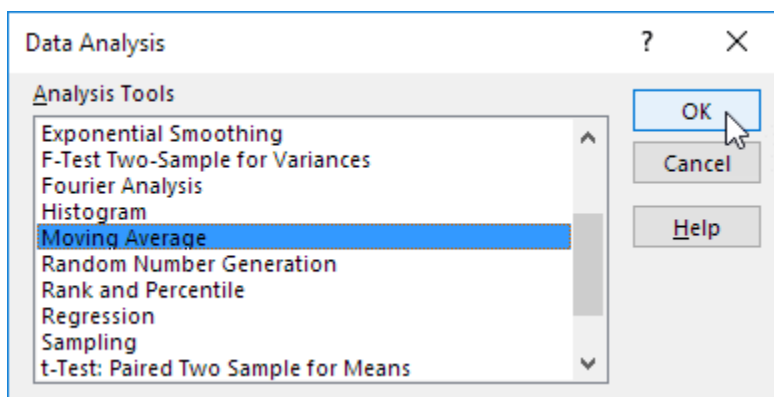 Data Analysis ?
Analysis Tools
Exponential Smoothing
F-Test Two-Sample for Variances
Fourier Analysis
Histogram
Moving Average
Random Number Generation
Rank and Percentile
Regression
Sampling
t-Test: Paired Two Sample for Means
OK
Cancel
Help